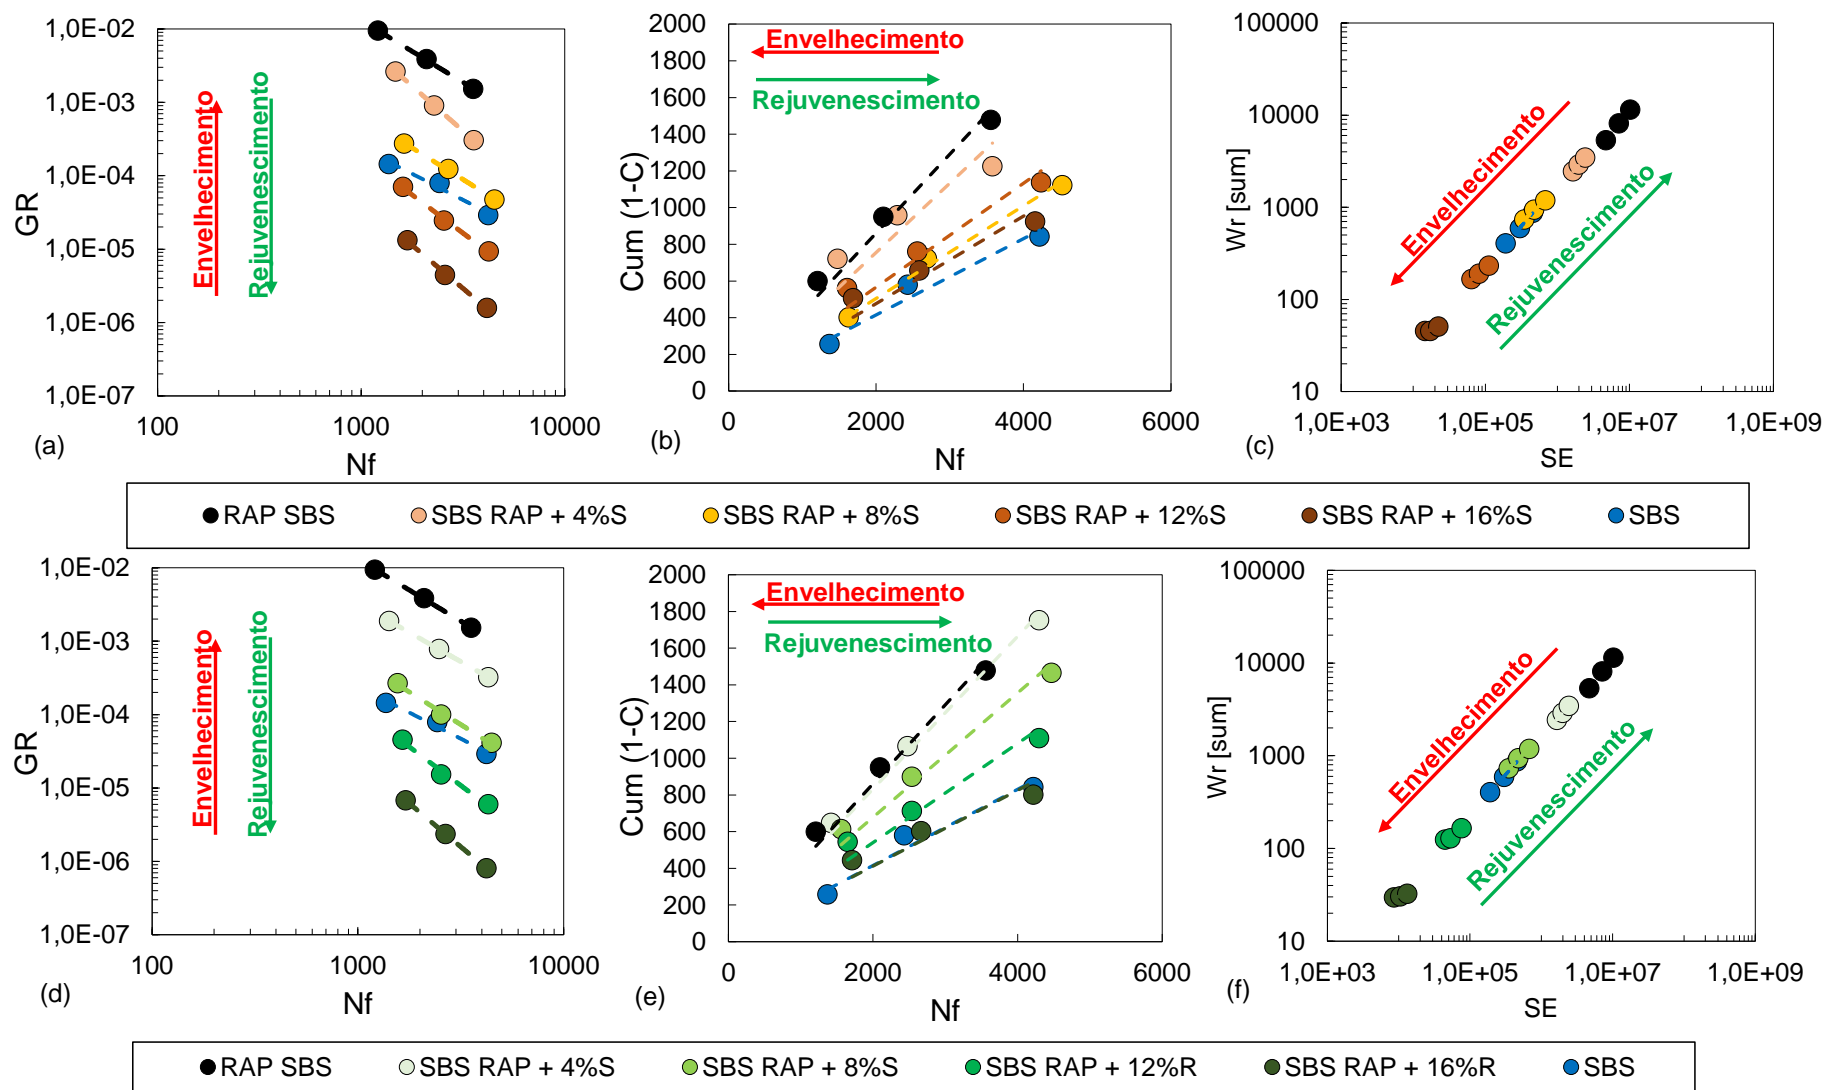 1,0E-02
1,0E-03
1,0E-04
1,0E-05
1,0E-06
1,0E-07
GR
Envelhecimento
Rejuvenescimento
100
1000
10000
(a)
Nf
2000
1800
1600
1400
1200
1000
800
600
400
200
0
Cum (1-C)
Envelhecimento
Rejuvenescimento
0
2000
4000
6000
(b)
Nf
100000
10000
1000
100
10
Wr [sum]
Envelhecimento
Rejuvenescimento
1,0E+03
1,0E+05
1,0E+07
1,0E+09
(c)
SE
RAP SBS
SBS RAP + 4%S
SBS RAP + 8%S
SBS RAP + 12%S
SBS RAP + 16%S
SBS
1,0E-02
1,0E-03
1,0E-04
1,0E-05
1,0E-06
1,0E-07
GR
Envelhecimento
Rejuvenescimento
100
1000
10000
(d)
Nf
2000
1800
1600
1400
1200
1000
800
600
400
200
0
Cum (1-C)
Envelhecimento
Rejuvenescimento
0
2000
4000
6000
(e)
Nf
100000
10000
1000
100
10
Wr [sum]
Envelhecimento
Rejuvenescimento
1,0E+03
1,0E+05
1,0E+07
1,0E+09
(f)
SE
RAP SBS
SBS RAP + 4%S
SBS RAP + 8%S
SBS RAP + 12%R
SBS RAP + 16%R
SBS